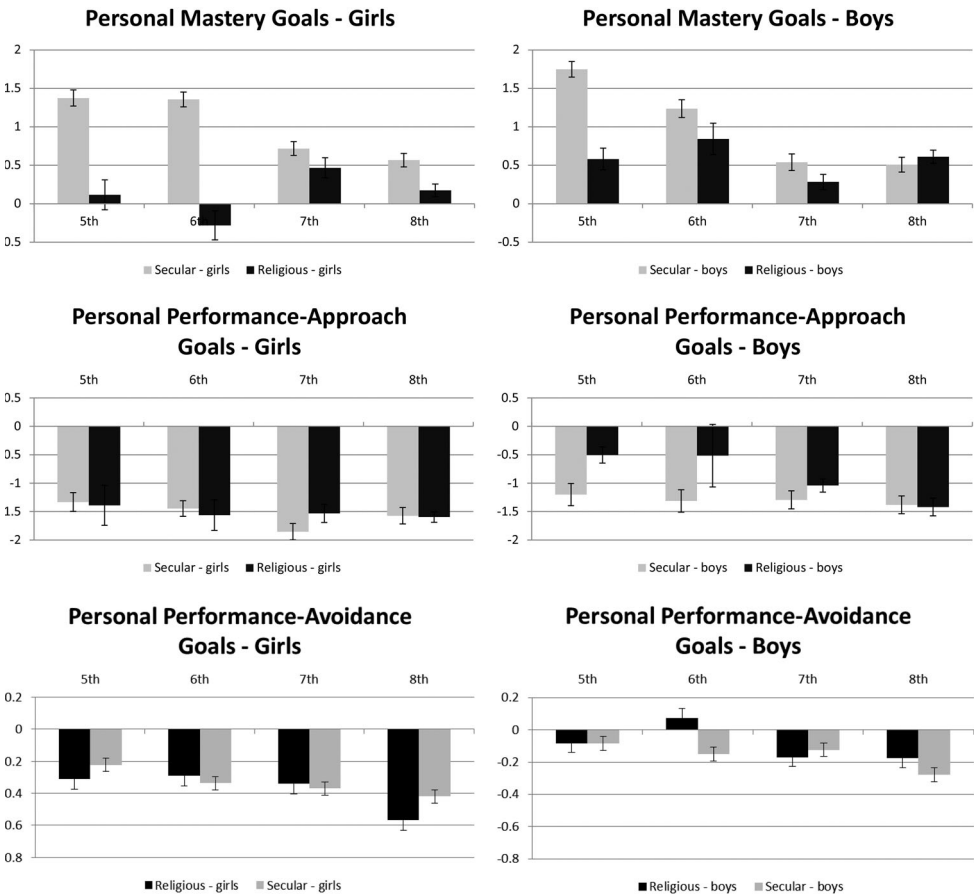 Personal Mastery Goals - Girls
2
1.5
1
0.5
0
0.5
5th
6th
7th
8th
Secular - girls
Religious - girls
Personal Mastery Goals - Boys
2
1.5
1
0.5
0
-0.5
5th
6th
7th
8th
Secular - boys
Religious - boys
Personal Performance-Approach
Goals - Girls
5th
6th
7th
8th
0.5
0
-0.5
-1
1.5
-2
Secular - girls
Religious - girls
Personal Performance-Approach
Goals - Boys
5th
6th
7th
8th
0.5
0
-0.5
-1
-1.5
-2
Secular - boys
Religious - boys
Personal Performance-Avoidance
Goals - Girls
5th
6th
7th
8th
0.2
0
0.2
0.4
0.6
0.8
Religious - girls
Secular - girls
Personal Performance-Avoidance
Goals - Boys
5th
6th
7th
8th
0.2
0
-0.2
-0.4
-0.6
-0.8
Religious - boys
Secular - boys